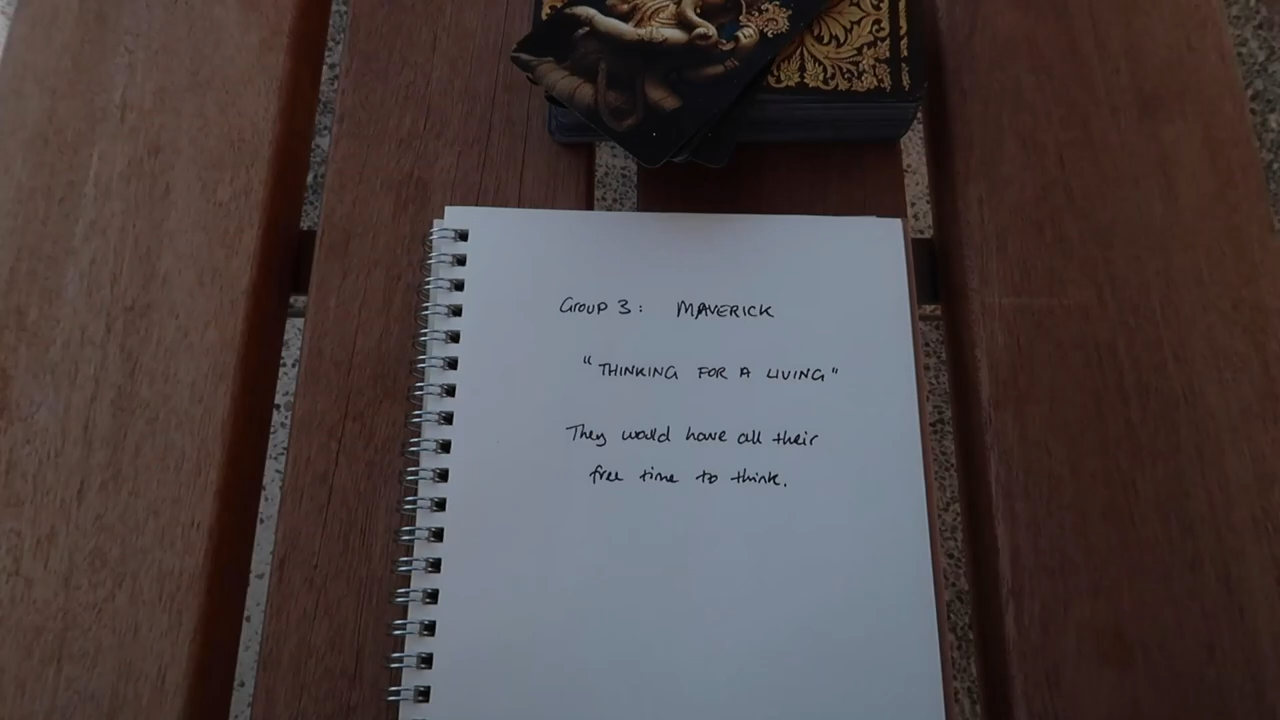 Group 3: MAVERICK
"THINKING FOR A LIVING"
They would have all their
free time to think.